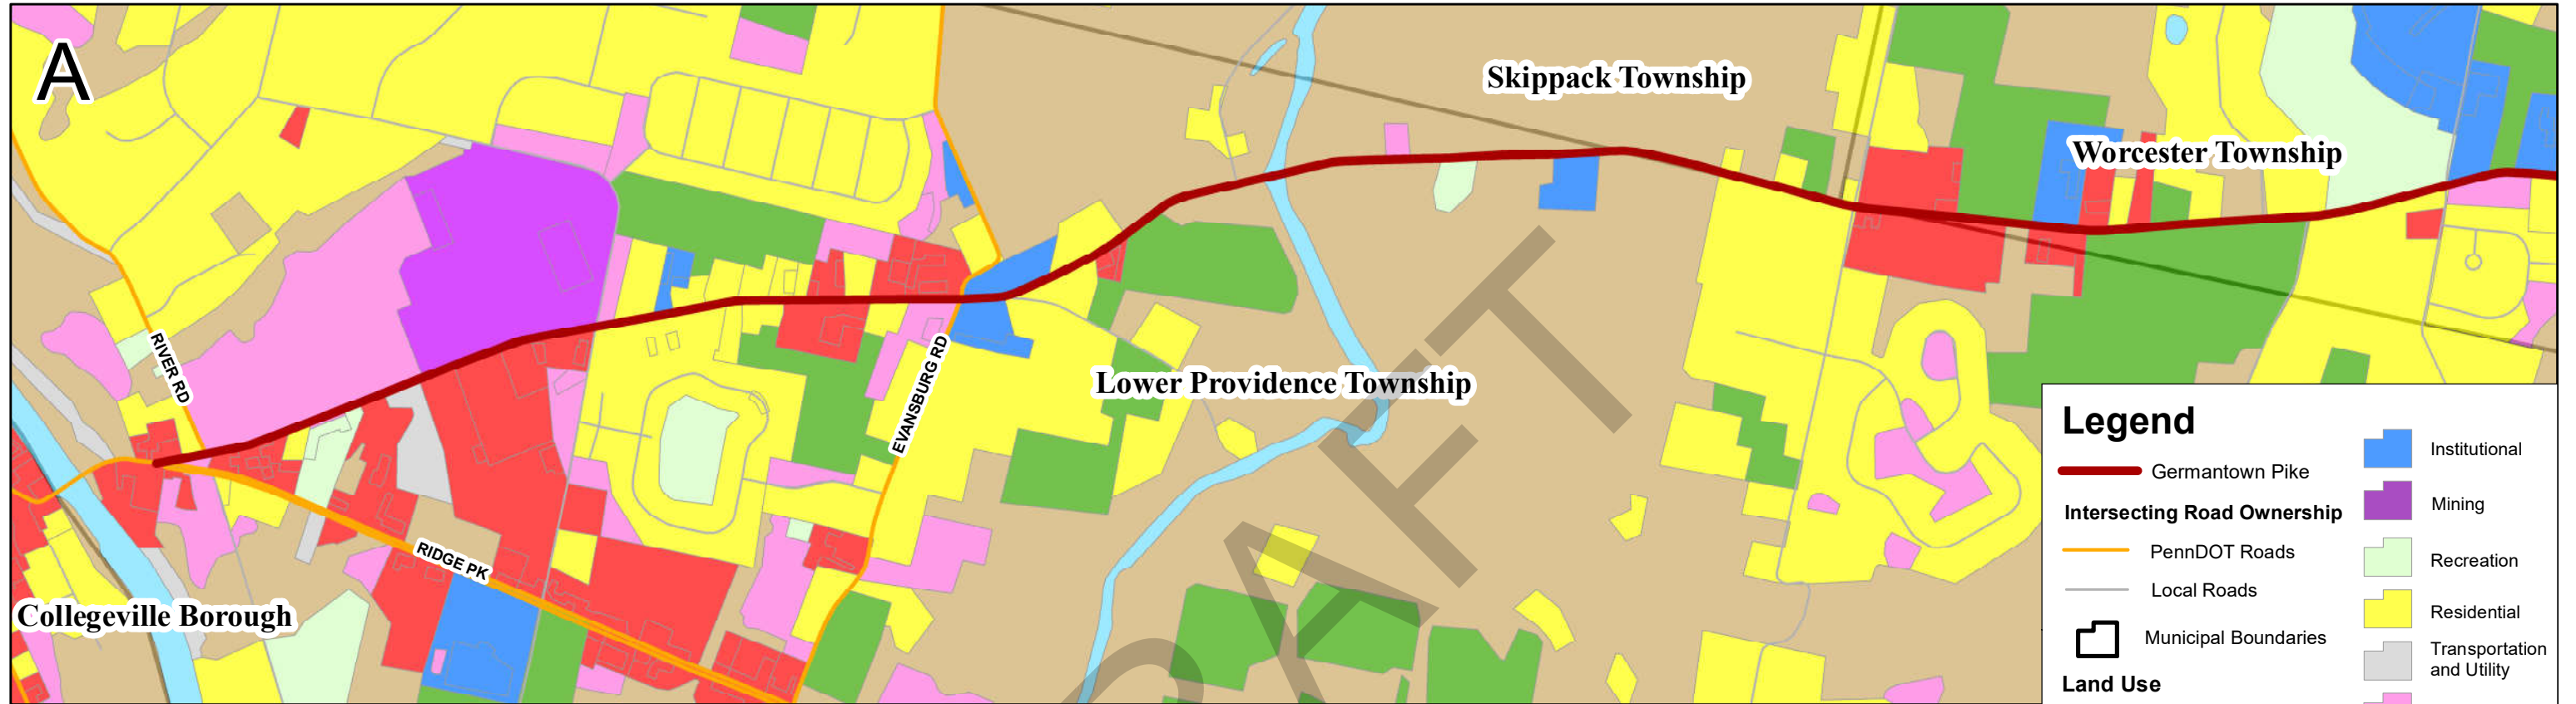 A
Skippack Township
Worcester Township
RIVER RD
EVANSBURG RD
Lower Providence Township
RIDGE PK
Collegeville Borough
DRAFT
Legend
Germantown Pike
Intersecting Road Ownership
PennDOT Roads
Local Roads
Municipal Boundaries
Land Use
Institutional
Mining
Recreation
Residential
Transportation
and Utility